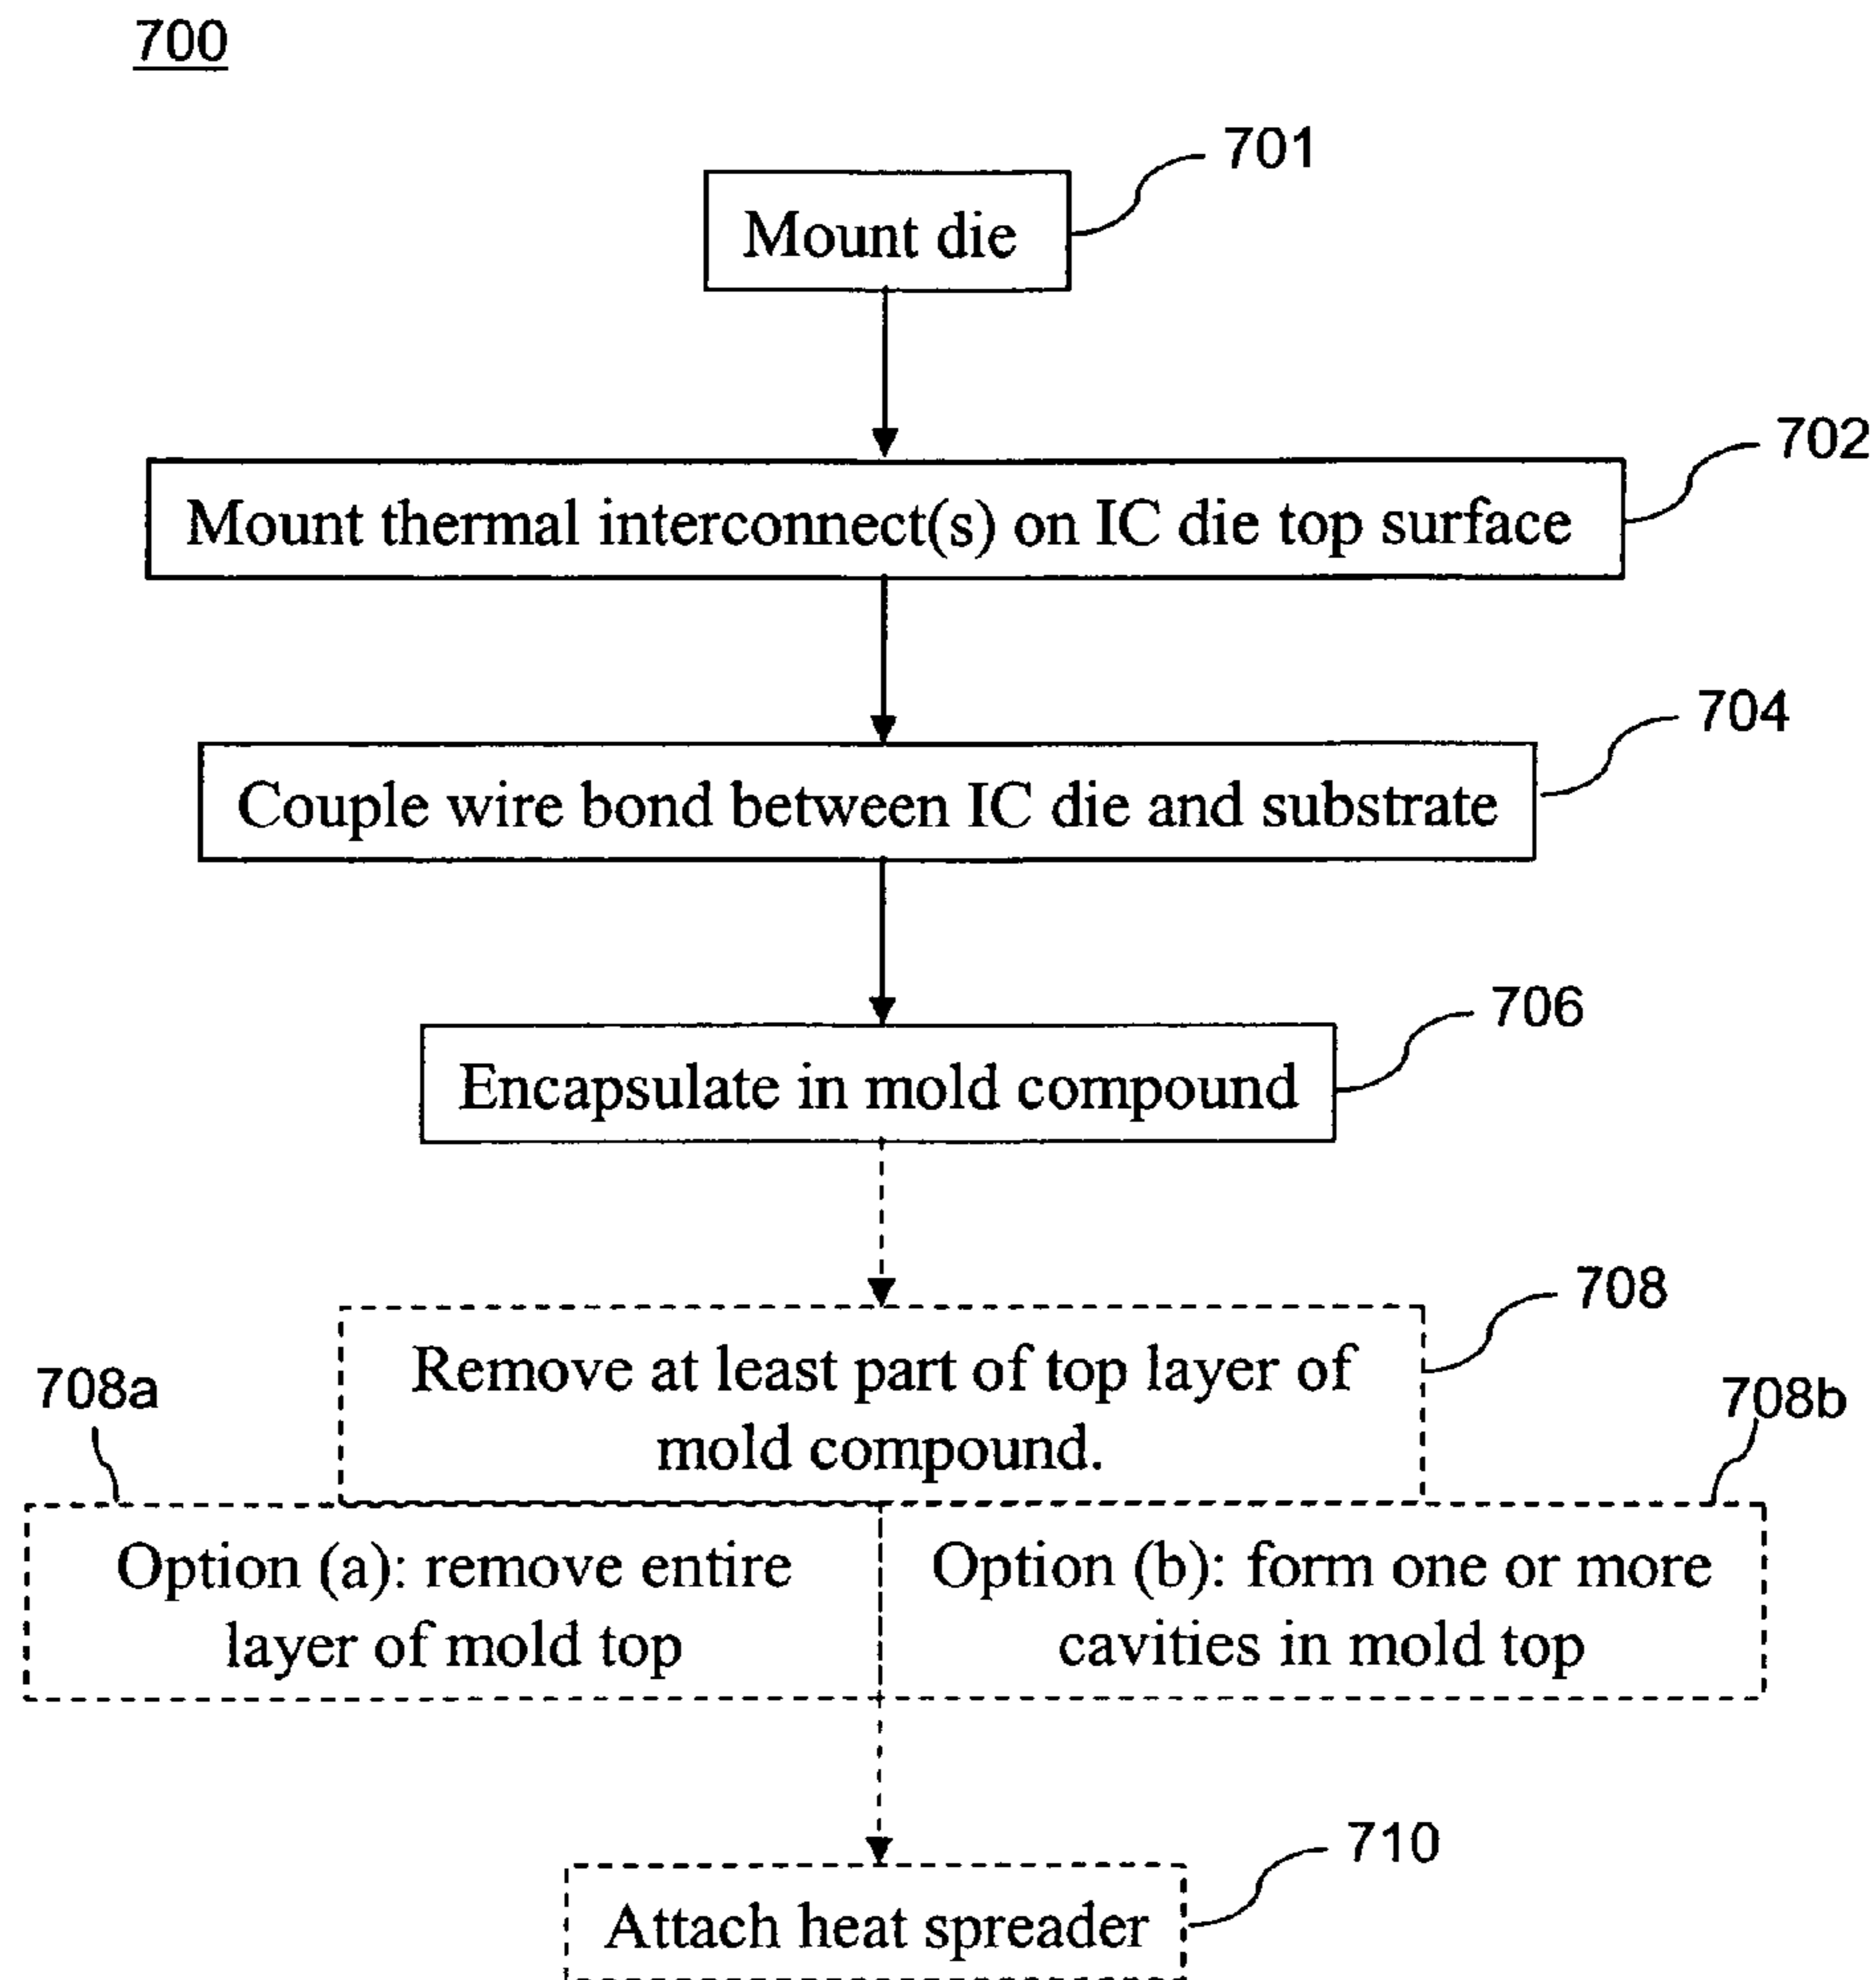 700
701
Mount die
702
Mount thermal interconnect(s) on IC die top surface
704
Couple wire bond between IC die and substrate
706
Encapsulate in mold compound
708
Remove at least part of top layer of
mold compound.
708a
708b
Option (a): remove entire
layer of mold top
Option (b): form one or more
cavities in mold top
710
Attach heat spreader